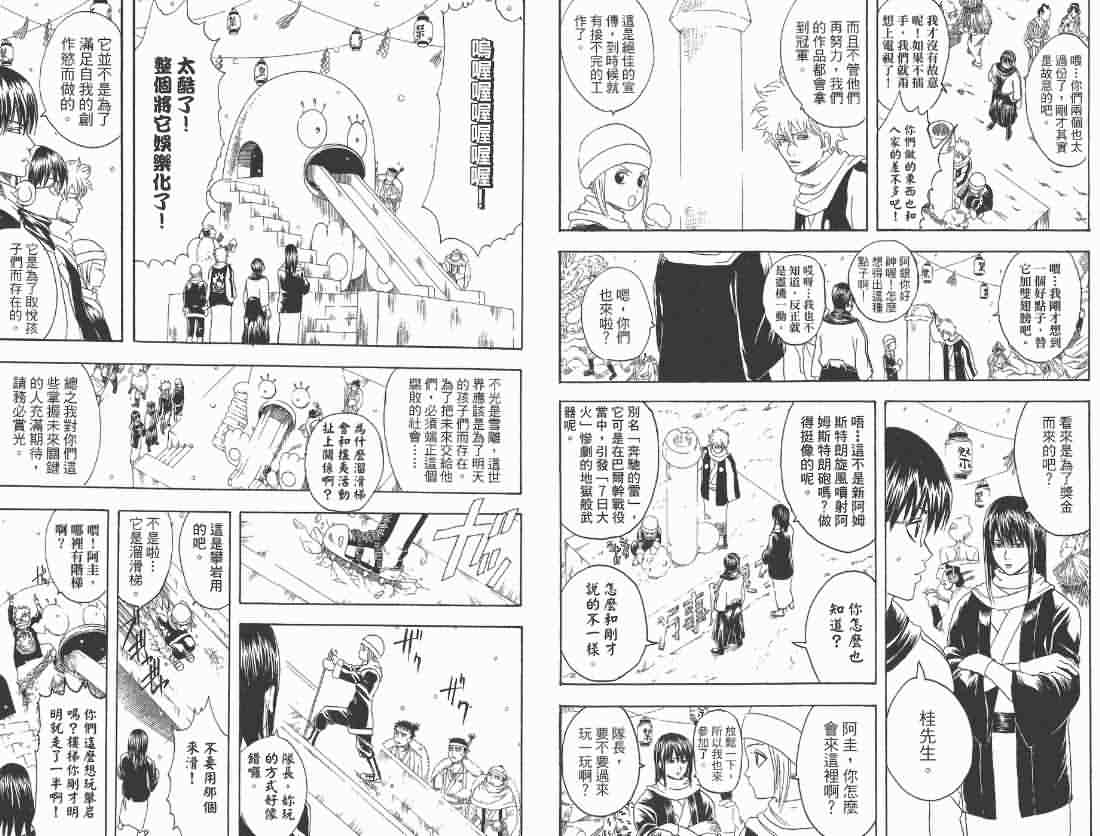 喂…你們兩個也太
過份了，剛才其實
是故意的吧。
我才沒有故意
呢！如果不插
手，我們就兩
想上電視了！
你們做的東西也和
人家的差不多吧！
而且不管他們
再努力，我們
的作品都會拿
到冠軍。
這是絕佳的宣
傳，到時候就
有接不完的工
作了。
嗯…我剛才想到
一個好點子，替
它加雙翅膀吧。
阿銀你好
神喔！怎麼
想得出這種
點子啊！
哎呀…我也不
知道，反正就
是靈機一動。
嗯，你們
也來啦？
看來是為了獎金
而來的吧？
桂先生。
唔…這不是新阿姆
斯特朗旋風噴射阿
姆斯特朗砲嗎？做
得挺像的呢。
你怎麼也
知道？
別名「奔馳的雷」
它可是在巴爾幹戰役
當中，引發「7日大
火」慘劇的地獄般武
器呢。
怎麼和剛才
說的不一樣。
阿圭，你怎麼
會來這裡啊？
放鬆一下，
所以我也來
參加了。
隊長，
要不要過來
玩一玩啊？
嗚喔喔喔喔喔！
太酷了！
整個將它娛樂化了！
它並不是為了
滿足自我的創
作慾而做的。
它是為了取悅孩
子們而存在的。
不光是雪雕，這世
界應該是為了明天
的孩子們而存在。
為了把未來交給他
們，必須端正這個
腐敗的社會……
為什麼溜滑梯
會和攘夷活動
扯上關係啊？
總之我對你們這
些掌握未來關鍵
的人充滿期待，
請務必賞光。
隊長，妳玩
的方式好像
錯囉。
這是攀岩用
的吧。
不是啦…
它是溜滑梯。
不要用那個
來滑！
喂！阿圭，
哪裡有階梯
啊？
你們這麼想玩攀岩
嗎？樓梯你剛才明
明就走了一半啊！